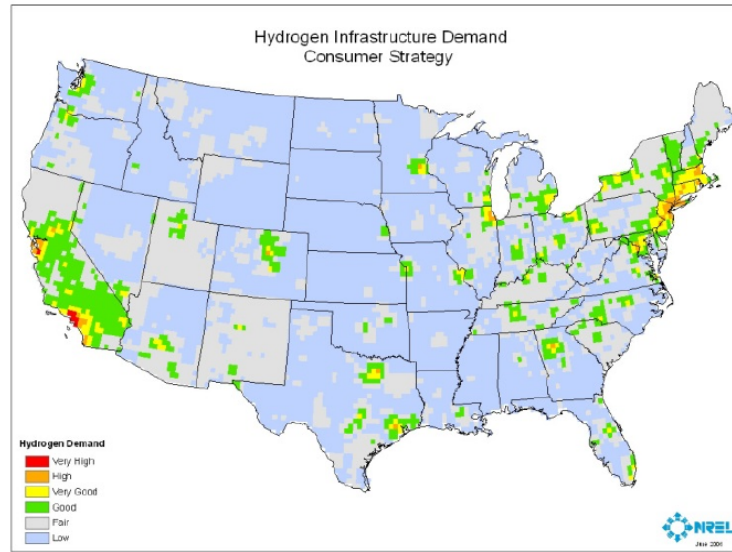 Hydrogen Infrastructure Demand
Consumer Strategy
Hydrogen Demand
Very High
High
Very Good
Good
Fair
Low
NREL